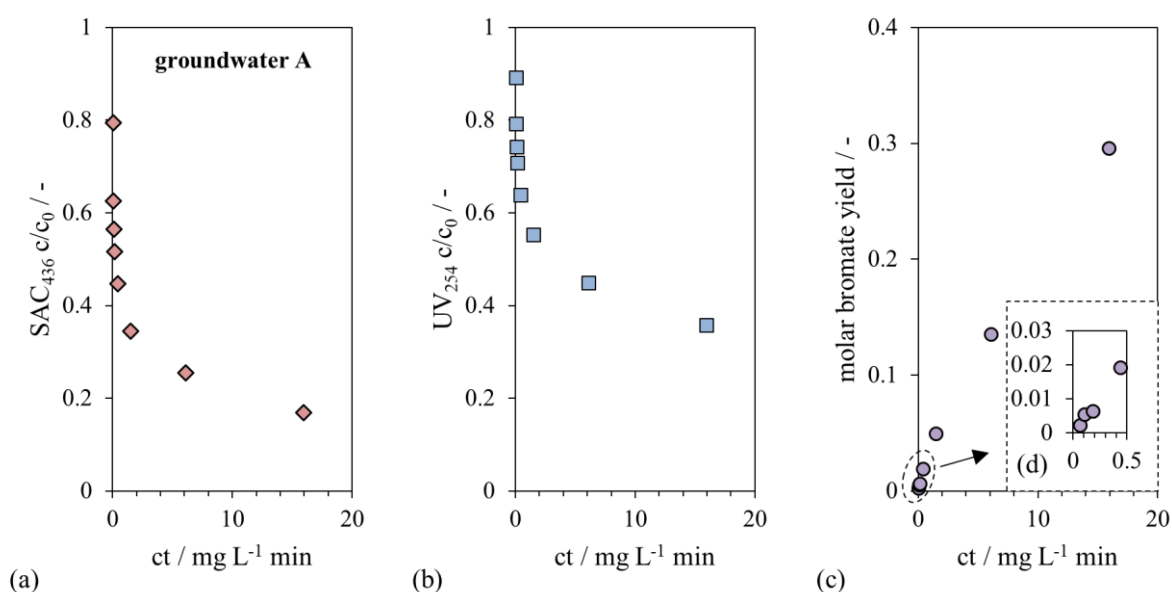 1
0.8
0.6
0.4
0.2
0
SAC436 c/c0 / -
groundwater A
0
10
20
ct / mg L-1 min
(a)
1
0.8
0.6
0.4
0.2
0
UV254 c/c0 / -
0
10
20
ct / mg L-1 min
(b)
0.4
0.3
0.2
0.1
0
molar bromate yield / -
0.03
0.02
0.01
0
0
0.5
(d)
0
10
20
ct / mg L-1 min
(c)